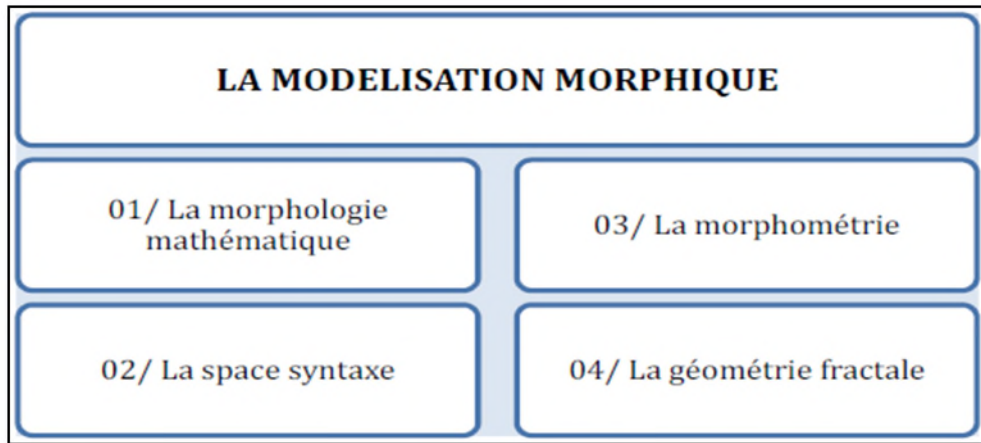 LA MODELISATION MORPHIQUE
01/ La morphologie
mathématique
02/ La space syntaxe
03/ La morphométrie
04/ La géométrie fractale